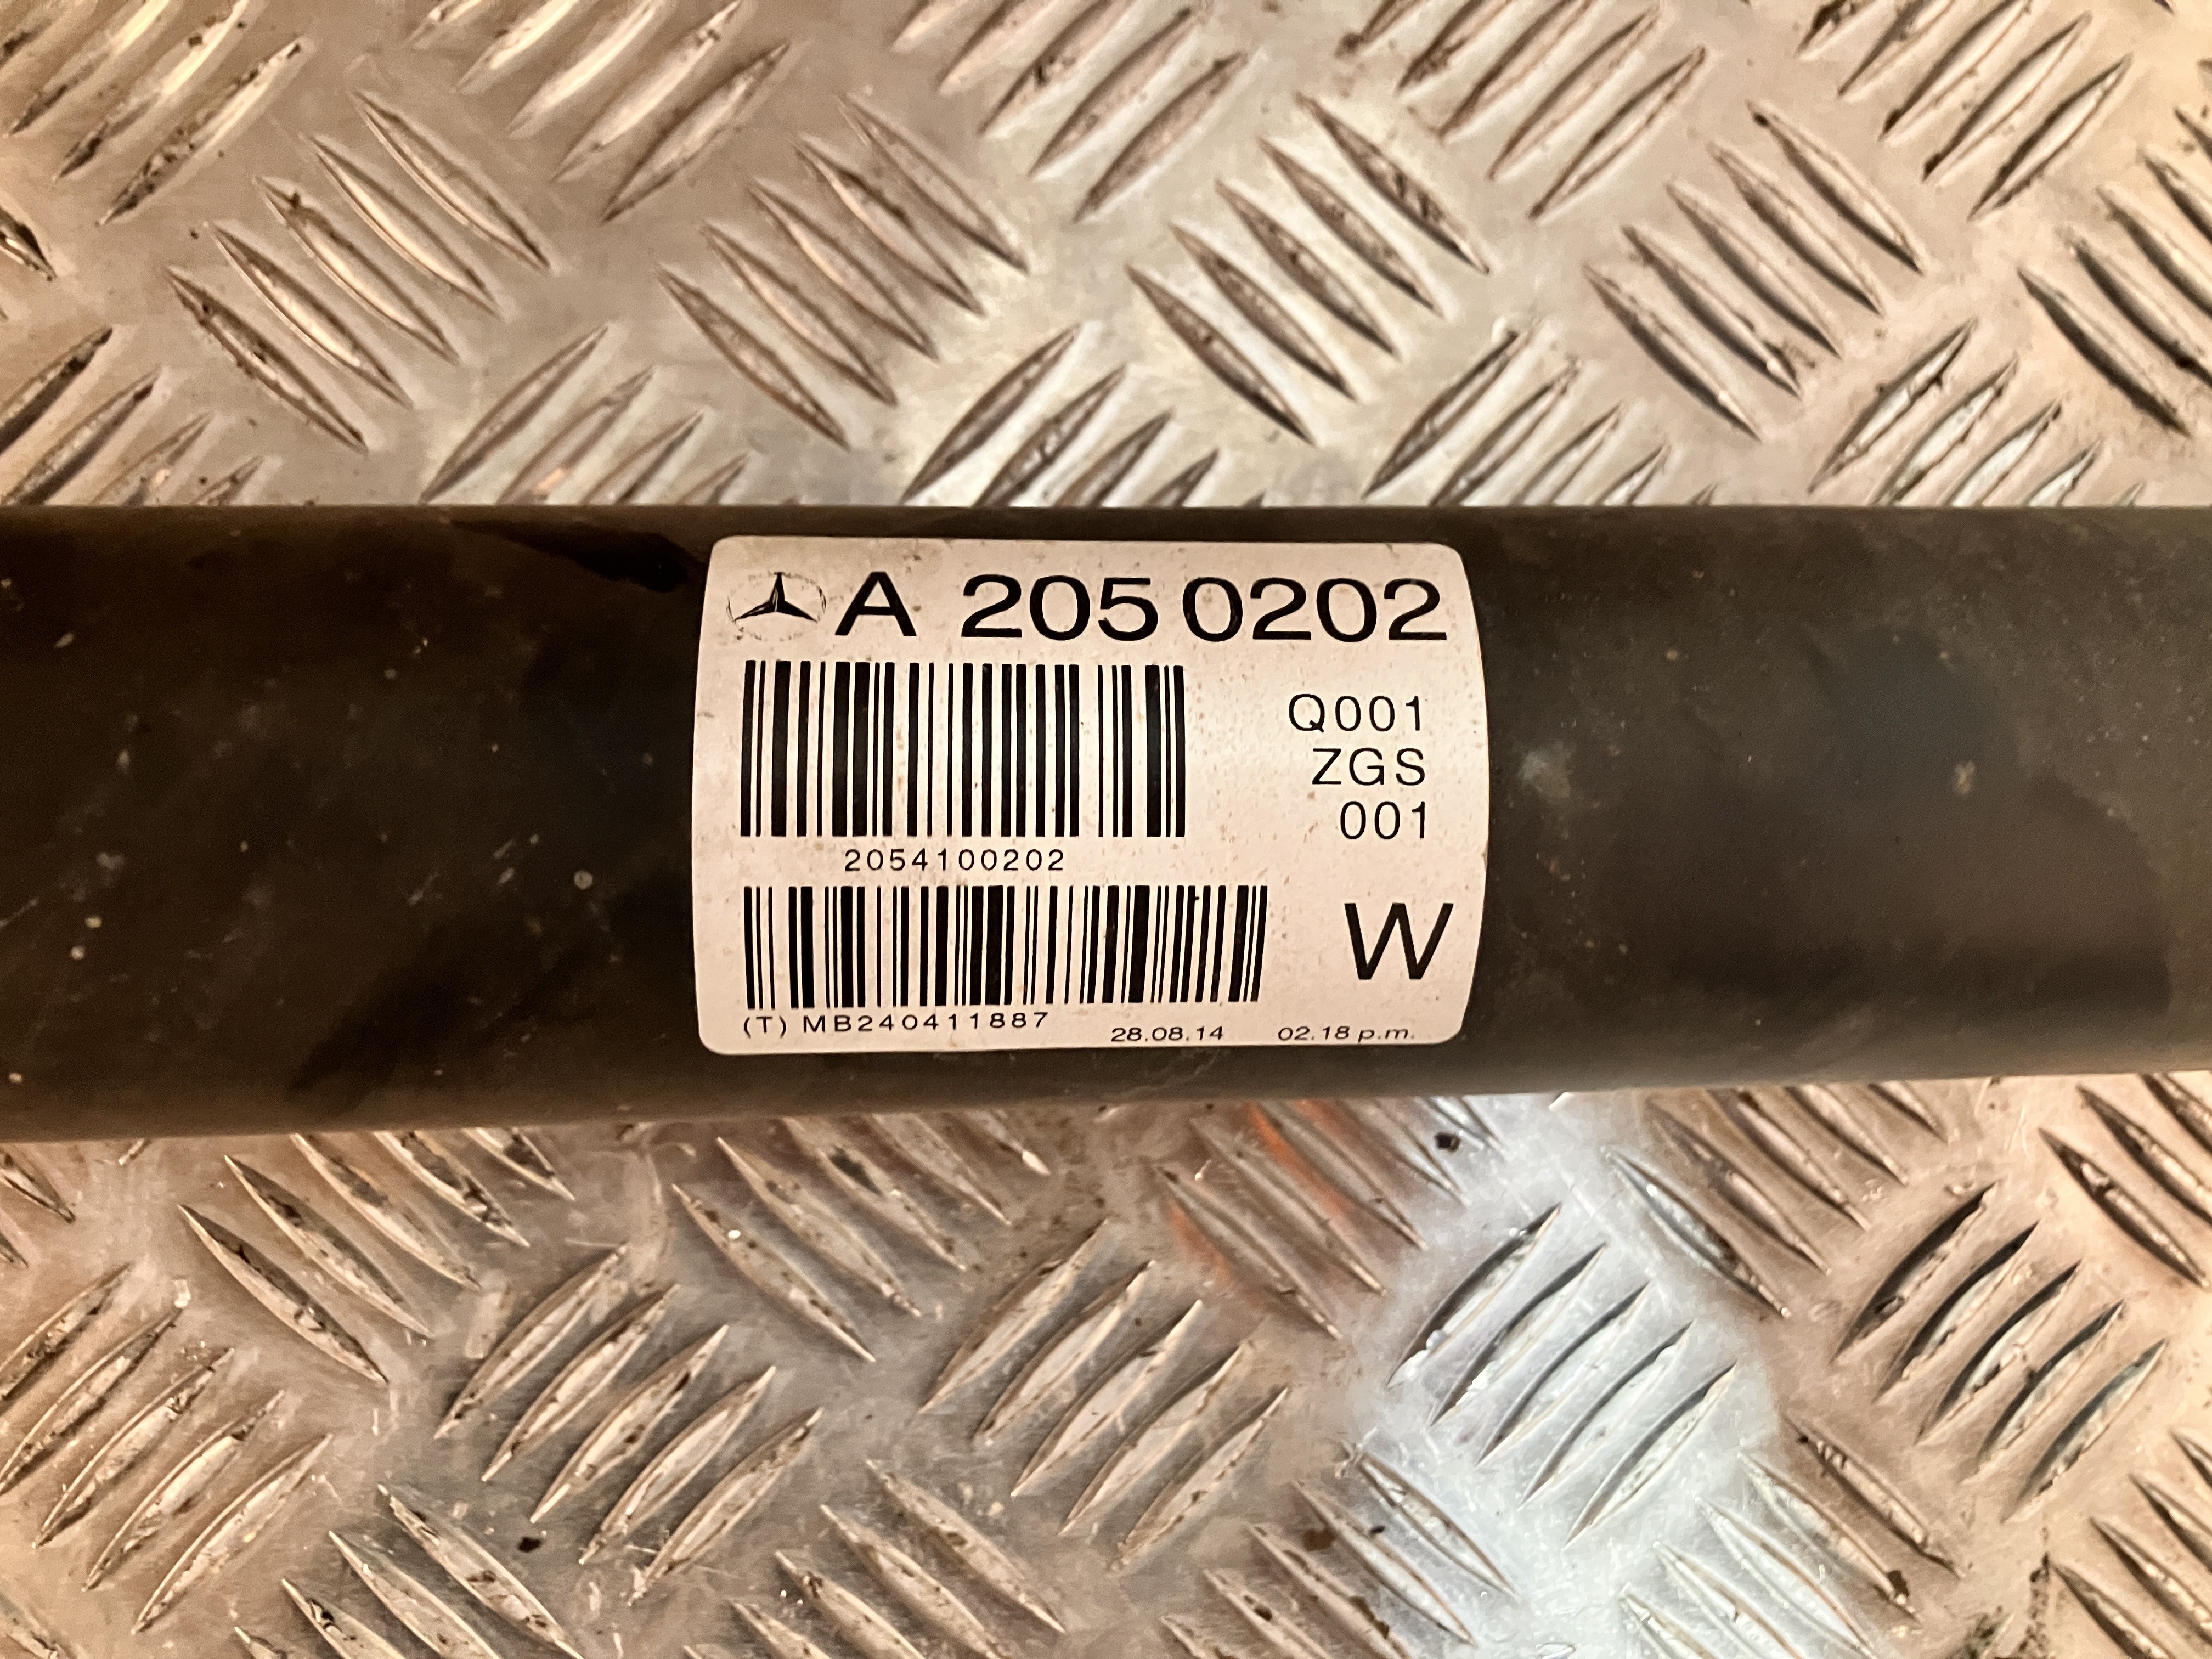 A 205 0202
Q001
ZGS
001
2054100202
W
(T) MB240411887
28.08.14 02.18 p.m.